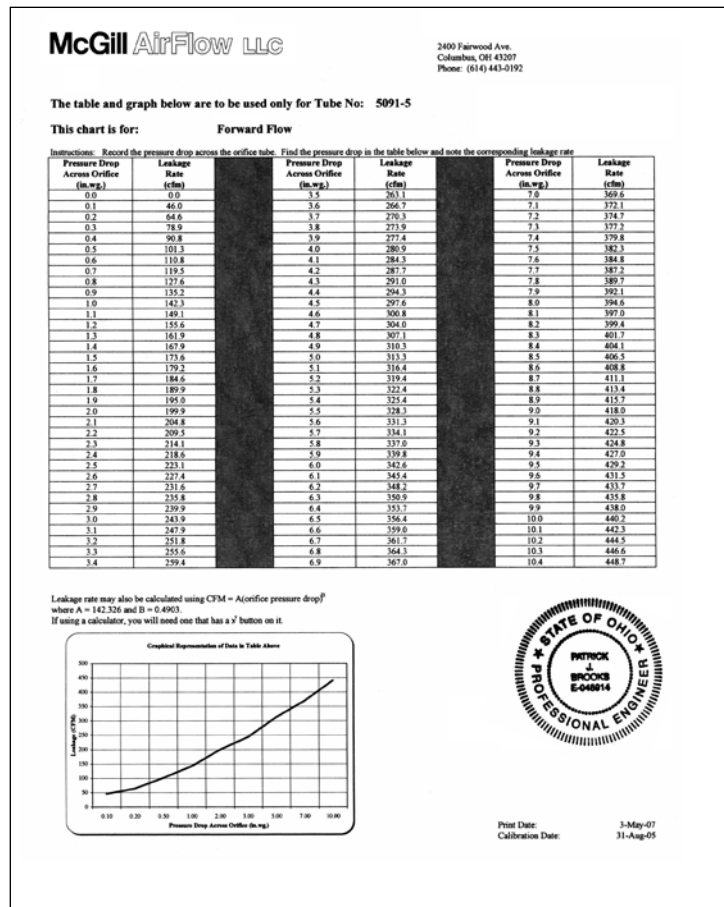 McGill AirFlow LLC
2400 Fairwood Ave.
Columbus, OH 43207
Phone: (614) 443-0192
The table and graph below are to be used only for Tube No: 5091-5
This chart is for: Forward Flow
Instructions: Record the pressure drop across the orifice tube. Find the pressure drop in the table below and note the corresponding leakage rate
Pressure Drop Leakage Pressure Drop Leakage Pressure Drop Leakage
Across Orifice Rate Across Orifice Rate Across Orifice Rate
(in.wg.) (cfm) (in.wg.) (cfm) (in.wg.) (cfm)
0.0 0.0 3.5 263.1 7.0 369.6
0.1 46.0 3.6 266.7 7.1 372.1
0.2 64.6 3.7 270.3 7.2 374.7
0.3 78.9 3.8 273.9 7.3 377.2
0.4 90.8 3.9 277.4 7.4 379.8
0.5 101.3 4.0 280.9 7.5 382.3
0.6 110.8 4.1 284.3 7.6 384.8
0.7 119.5 4.2 287.7 7.7 387.2
0.8 127.6 4.3 291.0 7.8 389.7
0.9 135.2 4.4 294.3 7.9 392.1
1.0 142.3 4.5 297.6 8.0 394.6
1.1 149.1 4.6 300.8 8.1 397.0
1.2 155.6 4.7 304.0 8.2 399.4
1.3 161.9 4.8 307.1 8.3 401.7
1.4 167.9 4.9 310.3 8.4 404.1
1.5 173.6 5.0 313.3 8.5 406.5
1.6 179.2 5.1 316.4 8.6 408.8
1.7 184.6 5.2 319.4 8.7 411.1
1.8 189.9 5.3 322.4 8.8 413.4
1.9 195.0 5.4 325.4 8.9 415.7
2.0 199.9 5.5 328.3 9.0 418.0
2.1 204.8 5.6 331.3 9.1 420.3
2.2 209.5 5.7 334.1 9.2 422.5
2.3 214.1 5.8 337.0 9.3 424.8
2.4 218.6 5.9 339.8 9.4 427.0
2.5 223.1 6.0 342.6 9.5 429.2
2.6 227.4 6.1 345.4 9.6 431.5
2.7 231.6 6.2 348.2 9.7 433.7
2.8 235.8 6.3 350.9 9.8 435.8
2.9 239.9 6.4 353.7 9.9 438.0
3.0 243.9 6.5 356.4 10.0 440.2
3.1 247.9 6.6 359.0 10.1 442.3
3.2 251.8 6.7 361.7 10.2 444.5
3.3 255.6 6.8 364.3 10.3 446.6
3.4 259.4 6.9 367.0 10.4 448.7
Leakage rate may also be calculated using CFM = A(orifice pressure drop)^B
where A = 142.326 and B = 0.4903.
If using a calculator, you will need one that has a x^y button on it.
Graphical Representation of Data in Table Above
Leakage (CFM)
500
450
400
350
300
250
200
150
100
50
0
0.10 0.20 0.50 1.00 2.00 3.00 5.00 7.00 10.00
Pressure Drop Across Orifice (in.wg.)
STATE OF OHIO
PATRICK
J.
BROOKS
E-048914
PROFESSIONAL ENGINEER
Print Date: 3-May-07
Calibration Date: 31-Aug-05